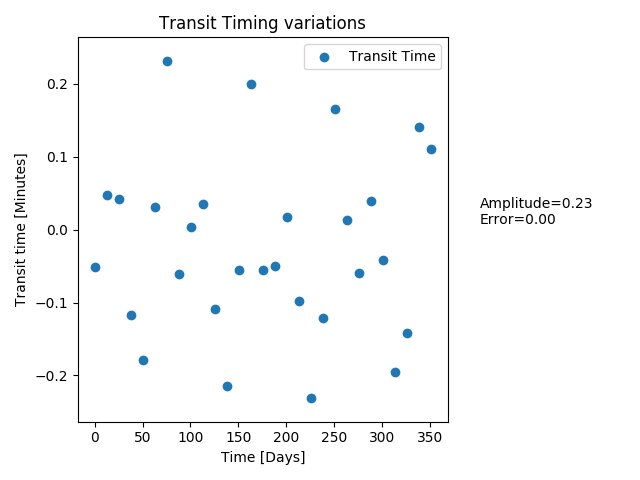 Transit Timing variations
Transit Time
Transit time [Minutes]
0.2
0.1
0.0
−0.1
−0.2
Amplitude=0.23
Error=0.00
0 50 100 150 200 250 300 350
Time [Days]